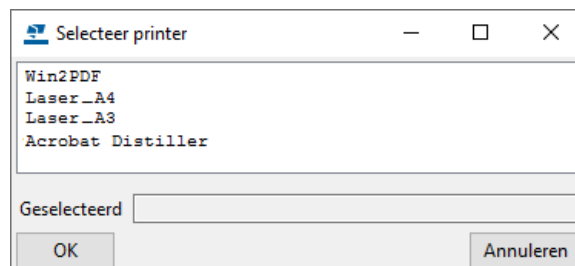 Selecteer printer
Win2PDF
Laser_A4
Laser_A3
Acrobat Distiller
Geselecteerd
OK Annuleren